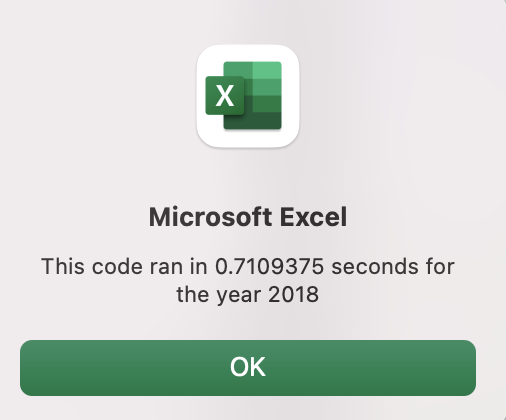 X
Microsoft Excel
This code ran in 0.7109375 seconds for
the year 2018
OK